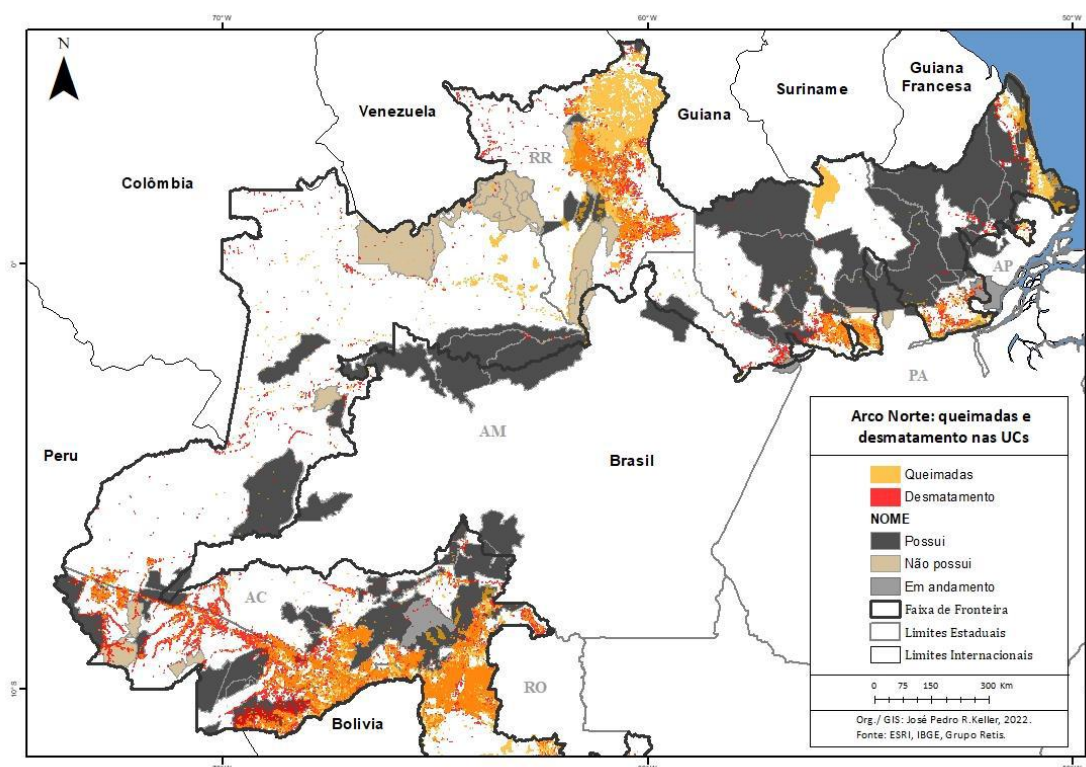 70°W
60°W
50°W
N
Guiana
Francesa
Suriname
Venezuela
Guiana
RR
Colômbia
0°
AP
PA
Arco Norte: queimadas e
desmatamento nas UCs
AM
Peru
Brasil
Queimadas
Desmatamento
NOME
Possui
Não possui
Em andamento
AC
Faixa de Fronteira
Limites Estaduais
Limites Internacionais
RO
10°S
0 75 150 300 Km
Bolivia
Org./ GIS: José Pedro R.Keller, 2022.
Fonte: ESRI, IBGE, Grupo Retis.